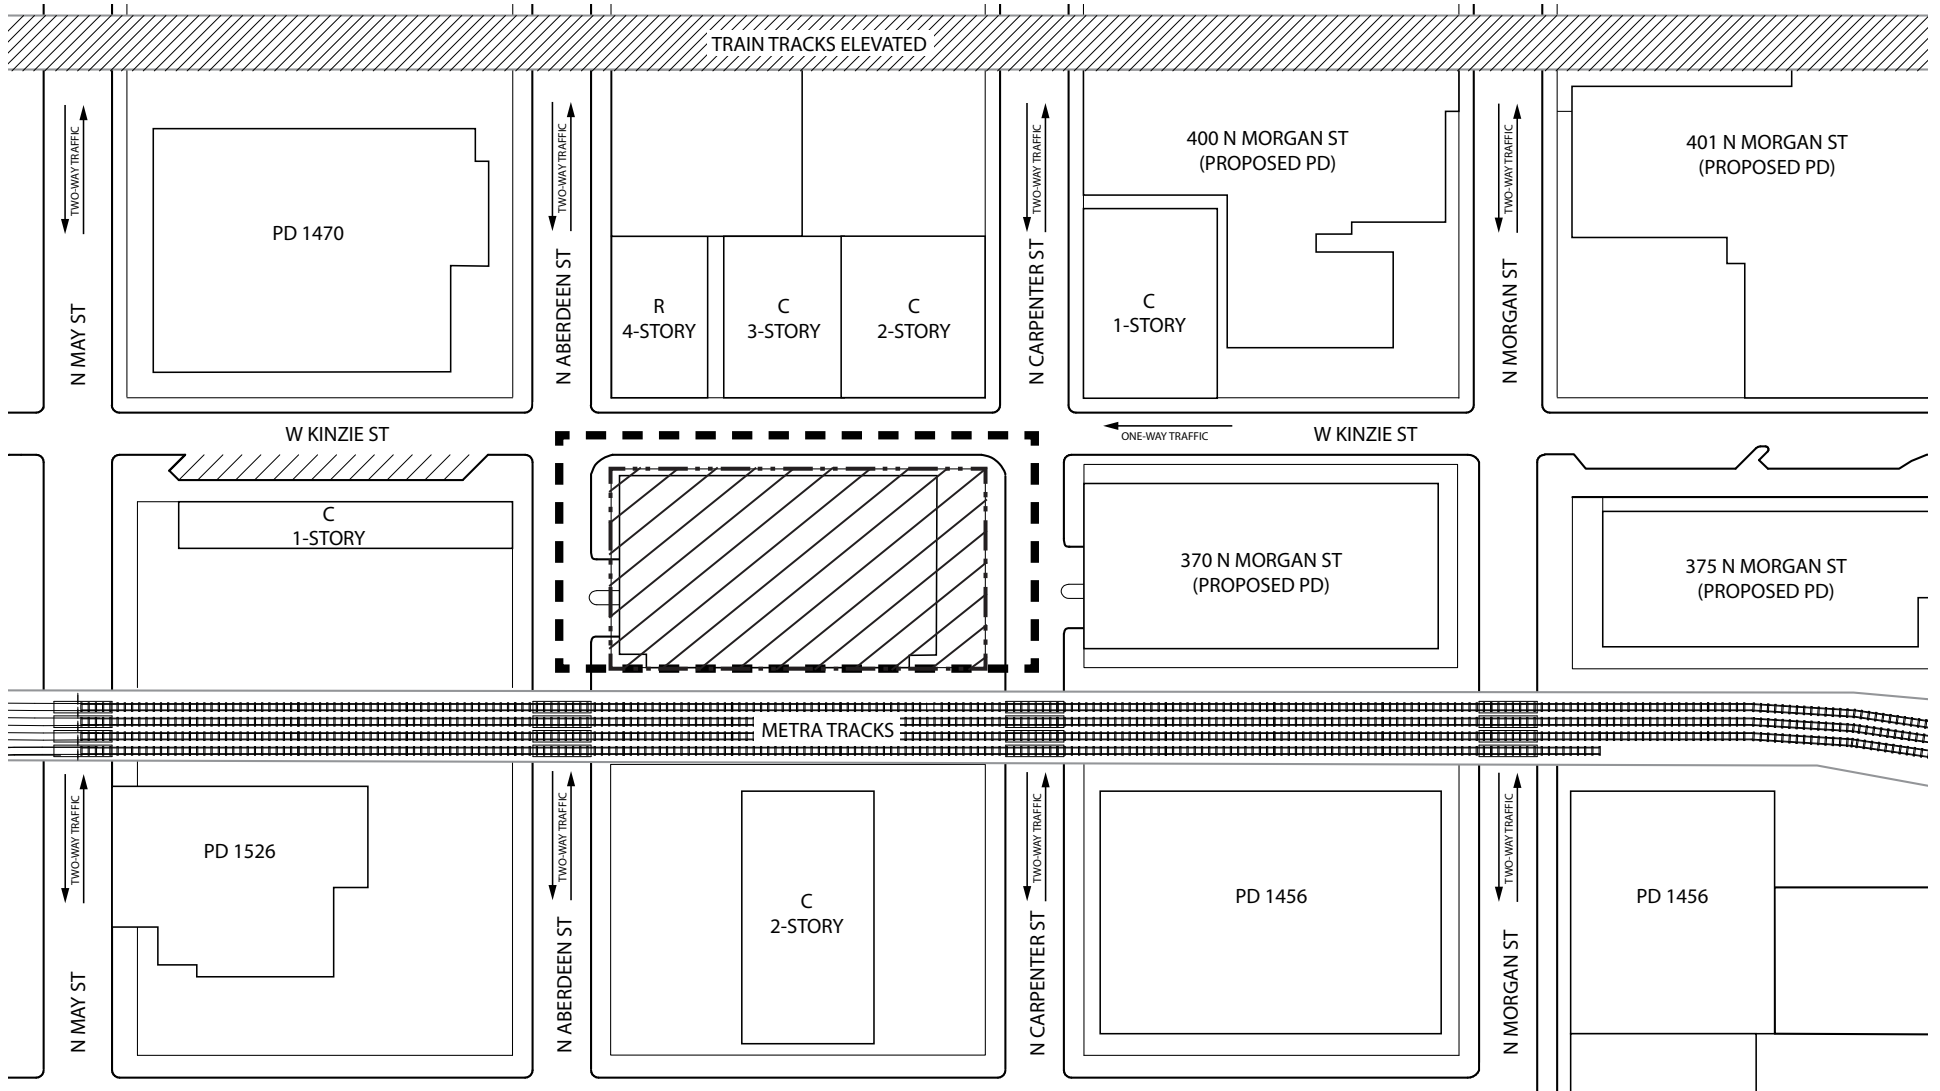 TRAIN TRACKS ELEVATED
TWO-WAY TRAFFIC
TWO-WAY TRAFFIC
TWO-WAY TRAFFIC
TWO-WAY TRAFFIC
400 N MORGAN ST
(PROPOSED PD)
401 N MORGAN ST
(PROPOSED PD)
PD 1470
N MAY ST
N ABERDEEN ST
R
4-STORY
C
3-STORY
C
2-STORY
N CARPENTER ST
C
1-STORY
N MORGAN ST
W KINZIE ST
ONE-WAY TRAFFIC
W KINZIE ST
C
1-STORY
370 N MORGAN ST
(PROPOSED PD)
375 N MORGAN ST
(PROPOSED PD)
METRA TRACKS
TWO-WAY TRAFFIC
TWO-WAY TRAFFIC
TWO-WAY TRAFFIC
TWO-WAY TRAFFIC
PD 1526
C
2-STORY
PD 1456
PD 1456
N MAY ST
N ABERDEEN ST
N CARPENTER ST
N MORGAN ST